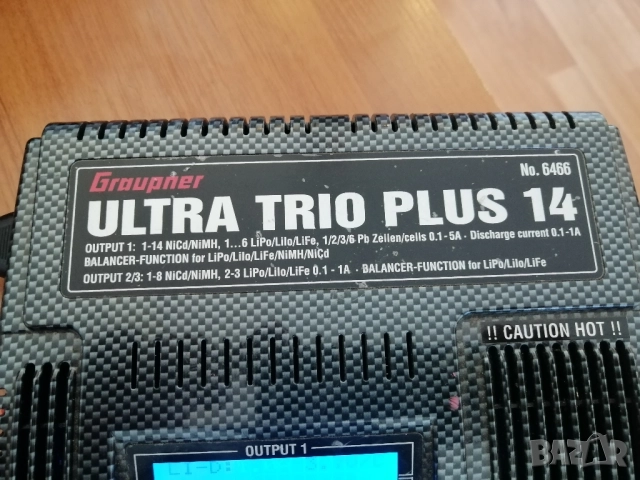 Graupner
No. 6466
ULTRA TRIO PLUS 14
OUTPUT 1: 1-14 NiCd/NiMH, 1...6 LiPo/LiIo/LiFe, 1/2/3/6 Pb Zellen/cells 0.1-5A · Discharge current 0.1-1A
BALANCER-FUNCTION for LiPo/LiIo/LiFe/NiMH/NiCd
OUTPUT 2/3: 1-8 NiCd/NiMH, 2-3 LiPo/LiIo/LiFe 0.1 - 1A · BALANCER-FUNCTION for LiPo/LiIo/LiFe
!! CAUTION HOT !!
OUTPUT 1
LI-D:
BAZAR